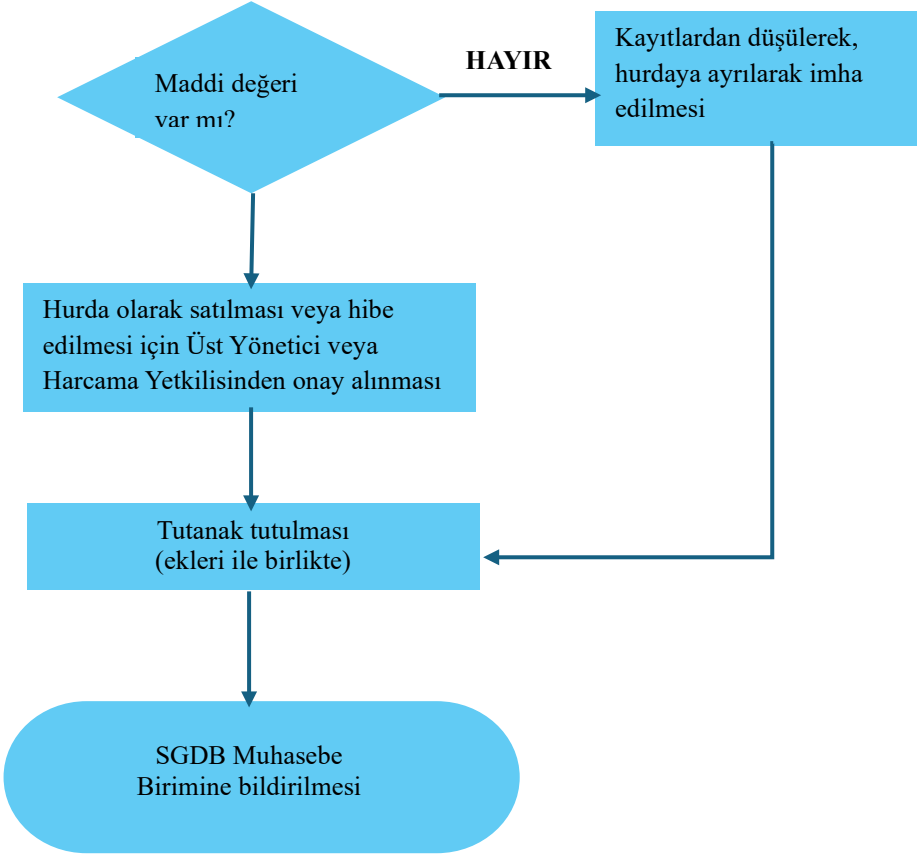 Maddi değeri
var mı?
HAYIR
Kayıtlardan düşülerek,
hurdaya ayrılarak imha
edilmesi
Hurda olarak satılması veya hibe
edilmesi için Üst Yönetici veya
Harcama Yetkilisinden onay alınması
Tutanak tutulması
(ekleri ile birlikte)
SGDB Muhasebe
Birimine bildirilmesi